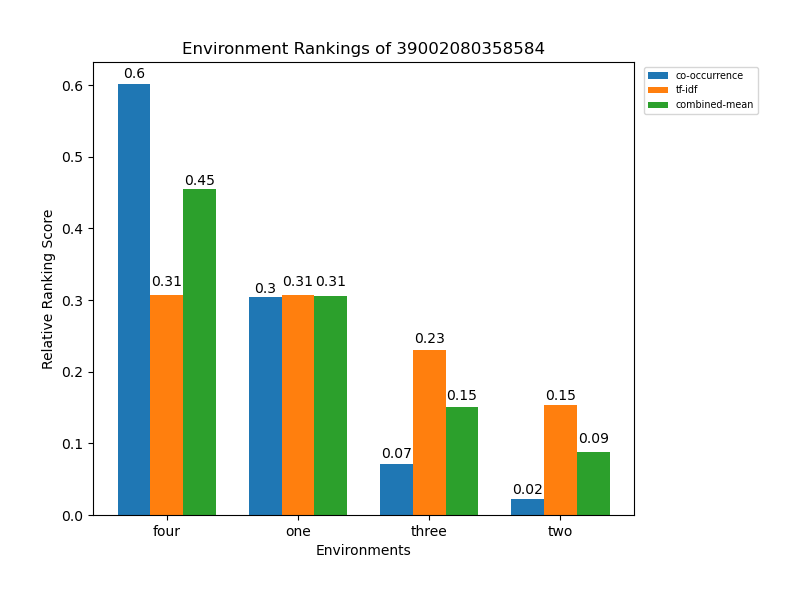 Environment Rankings of 39002080358584
co-occurrence
tf-idf
combined-mean
Relative Ranking Score
0.6
0.5
0.4
0.3
0.2
0.1
0.0
0.6
0.31
0.45
0.3
0.31
0.31
0.07
0.23
0.15
0.02
0.15
0.09
four
one
three
two
Environments